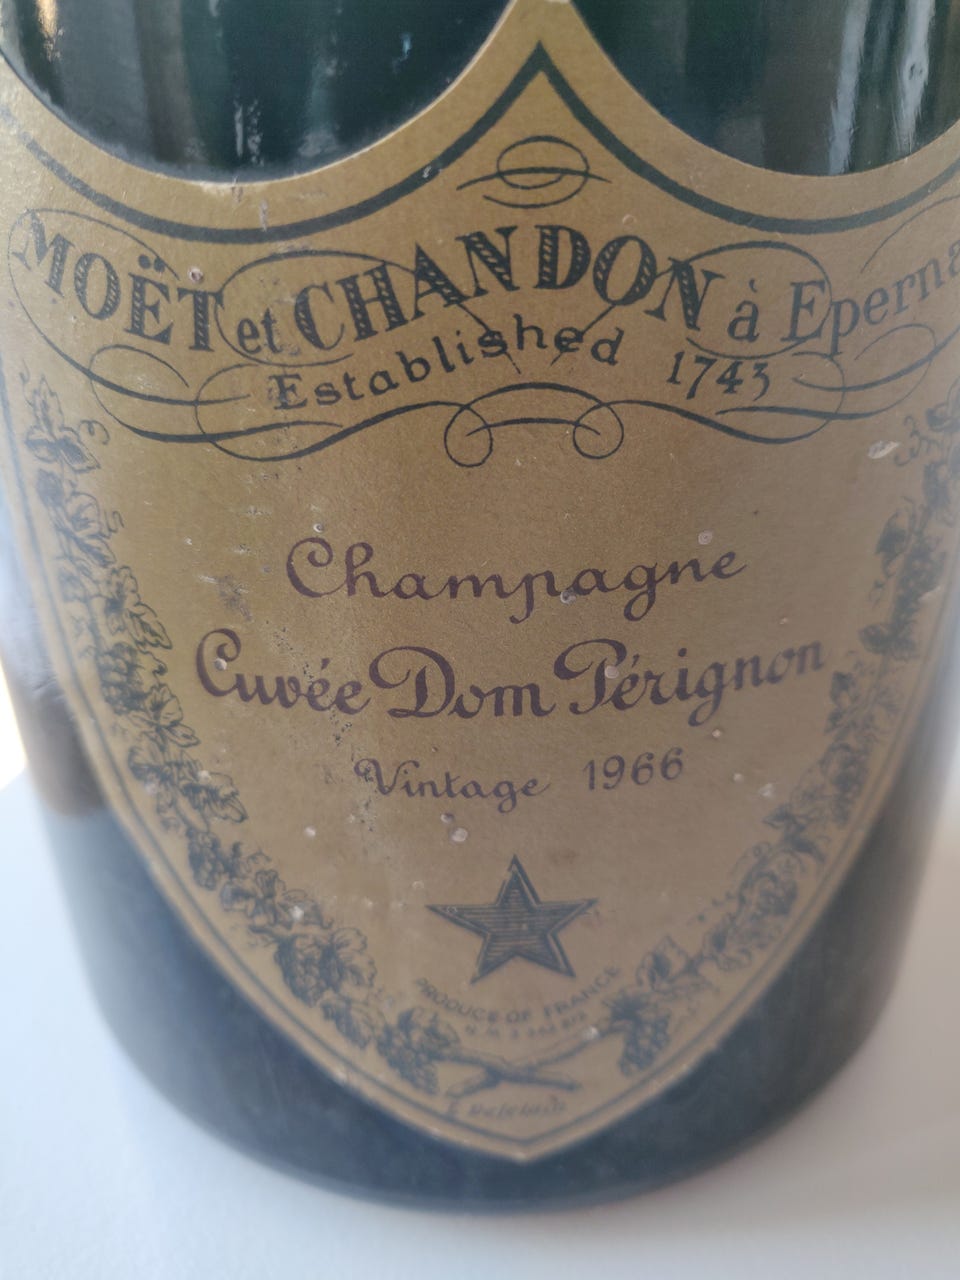 MOËT et CHANDON à Eperna
Established 1743
Champagne
Cuvée Dom Pérignon
Vintage 1966
PRODUCE OF FRANCE